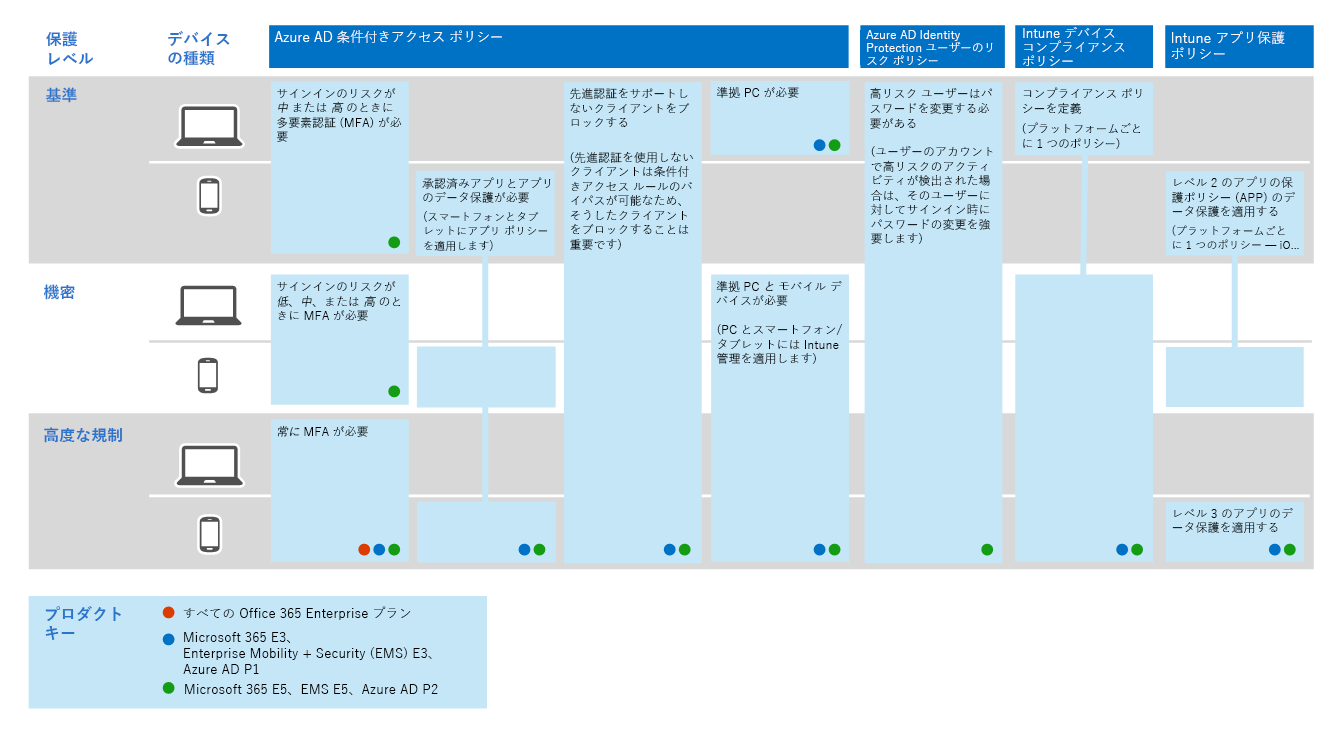 保護
レベル
デバイス
の種類
Azure AD 条件付きアクセス ポリシー
Azure AD Identity
Protection ユーザーのリ
スク ポリシー
Intune デバイス
コンプライアンス
ポリシー
Intune アプリ保護
ポリシー
基準
サインインのリスクが
中 または 高 のときに
多要素認証 (MFA) が必
要
承認済みアプリとアプリ
のデータ保護が必要
(スマートフォンとタブ
レットにアプリ ポリシー
を適用します)
先進認証をサポートし
ないクライアントをブ
ロックする
(先進認証を使用しない
クライアントは条件付
きアクセス ルールのバ
イパスが可能なため、
そうしたクライアント
をブロックすることは
重要です)
準拠 PC が必要
高リスク ユーザーはパ
スワードを変更する必
要がある
(ユーザーのアカウント
で高リスクのアクティ
ビティが検出された場
合は、そのユーザーに
対してサインイン時に
パスワードの変更を強
要します)
コンプライアンス ポリ
シーを定義
(プラットフォームごと
に 1 つのポリシー)
レベル 2 のアプリの保
護ポリシー (APP) のデ
ータ保護を適用する
(プラットフォームごと
に 1 つのポリシー — iO...
機密
サインインのリスクが
低、中、または 高 のと
きに MFA が必要
準拠 PC と モバイル デ
バイスが必要
(PC とスマートフォン/
タブレットには Intune
管理を適用します)
高度な規制
常に MFA が必要
レベル 3 のアプリのデ
ータ保護を適用する
プロダクト
キー
すべての Office 365 Enterprise プラン
Microsoft 365 E3、
Enterprise Mobility + Security (EMS) E3、
Azure AD P1
Microsoft 365 E5、EMS E5、Azure AD P2